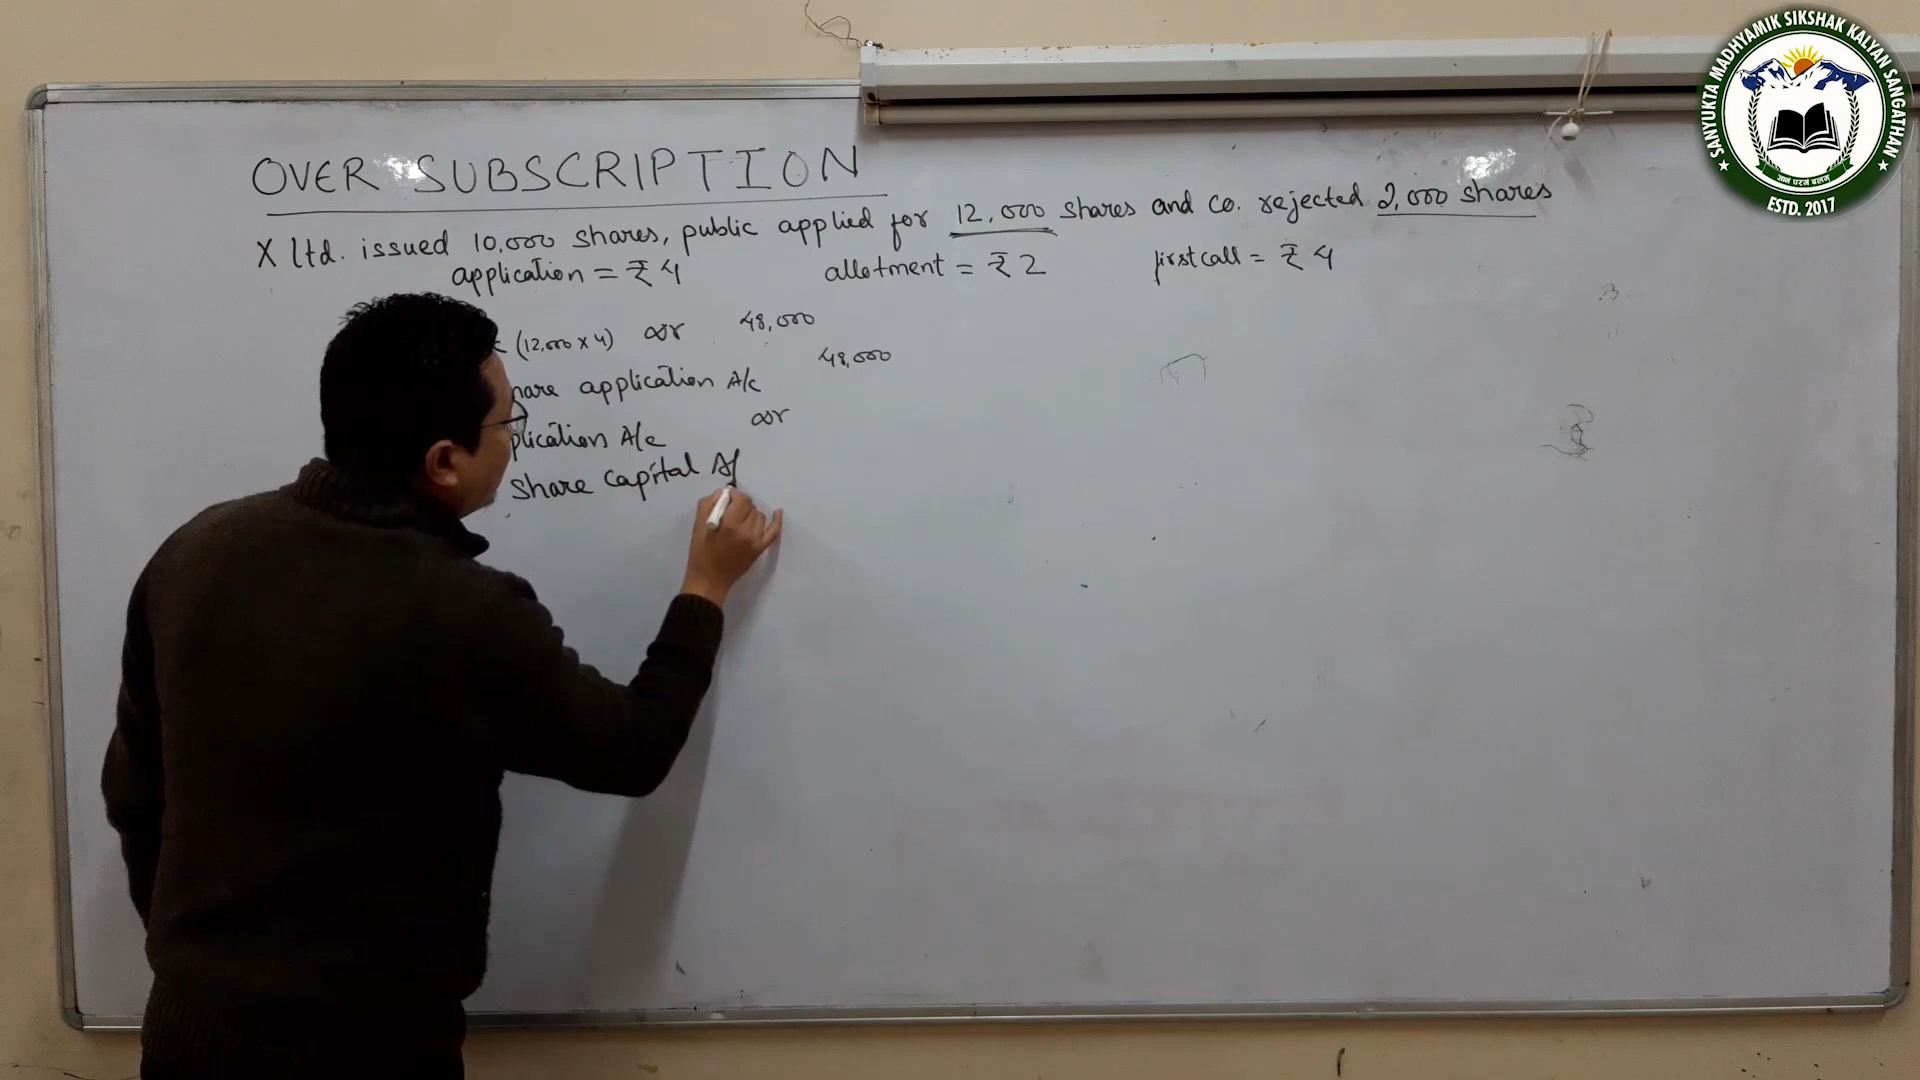 OVER SUBSCRIPTION
X Ltd. issued 10,000 shares, public applied for 12,000 shares and co. rejected 2,000 shares
application = ₹ 4 allotment = ₹ 2 first call = ₹ 4
(12,000 x 4) Dr 48,000
hare application A/c 48,000
plication A/c Dr
Share Capital A/
SANYUKTA MADHYAMIK SIKSHAK KALYAN SANGATHAN
ESTD. 2017